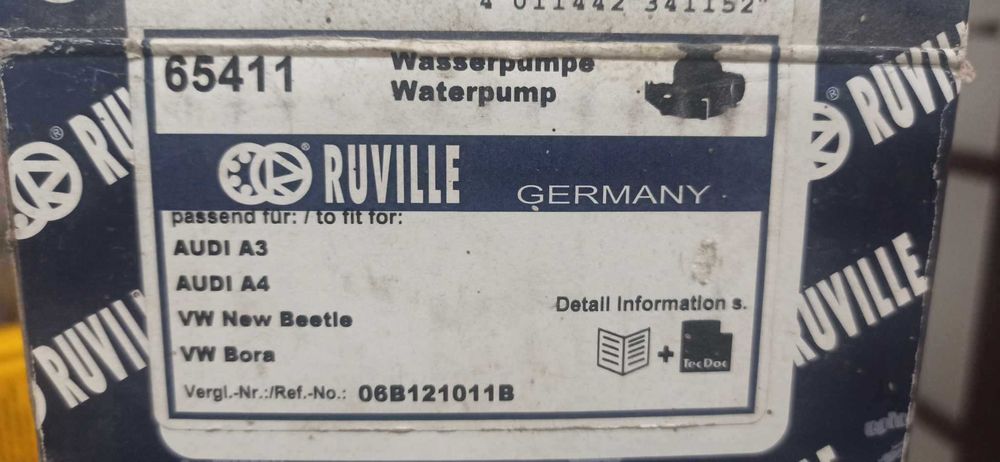 4 011442 341152
65411
Wasserpumpe
Waterpump
RUVILLE GERMANY
RUVILLE
passend für: / to fit for:
AUDI A3
AUDI A4
VW New Beetle
VW Bora
Detail Information s.
+ TecDoc
Vergl.-Nr.:/Ref.-No.: 06B121011B
RUVILLE
RUVILLE